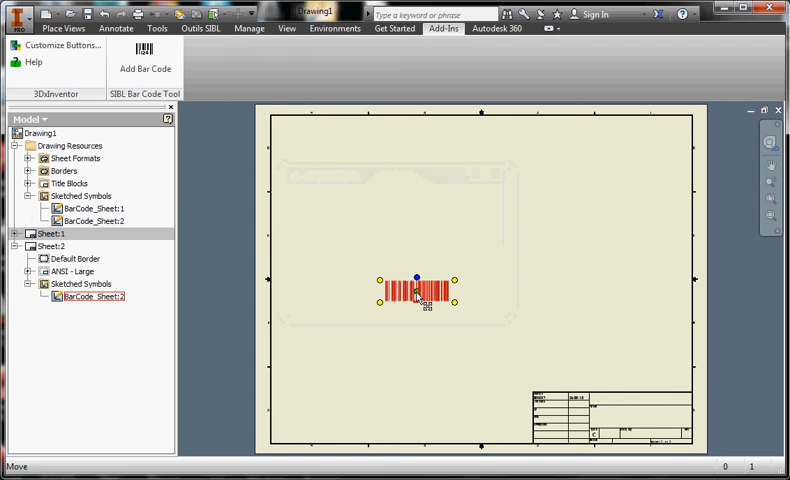 Drawing1
Type a keyword or phrase
Sign In
PRO
Place Views
Annotate
Tools
Outils SIBL
Manage
View
Environments
Get Started
Add-Ins
Autodesk 360
Customize Buttons...
Help
Add Bar Code
3DxInventor
SIBL Bar Code Tool
Model
Drawing1
Drawing Resources
Sheet Formats
Borders
Title Blocks
Sketched Symbols
BarCode_Sheet:1
BarCode_Sheet:2
Sheet:1
Sheet:2
Default Border
ANSI - Large
Sketched Symbols
BarCode_Sheet:2
C
Move
0
1